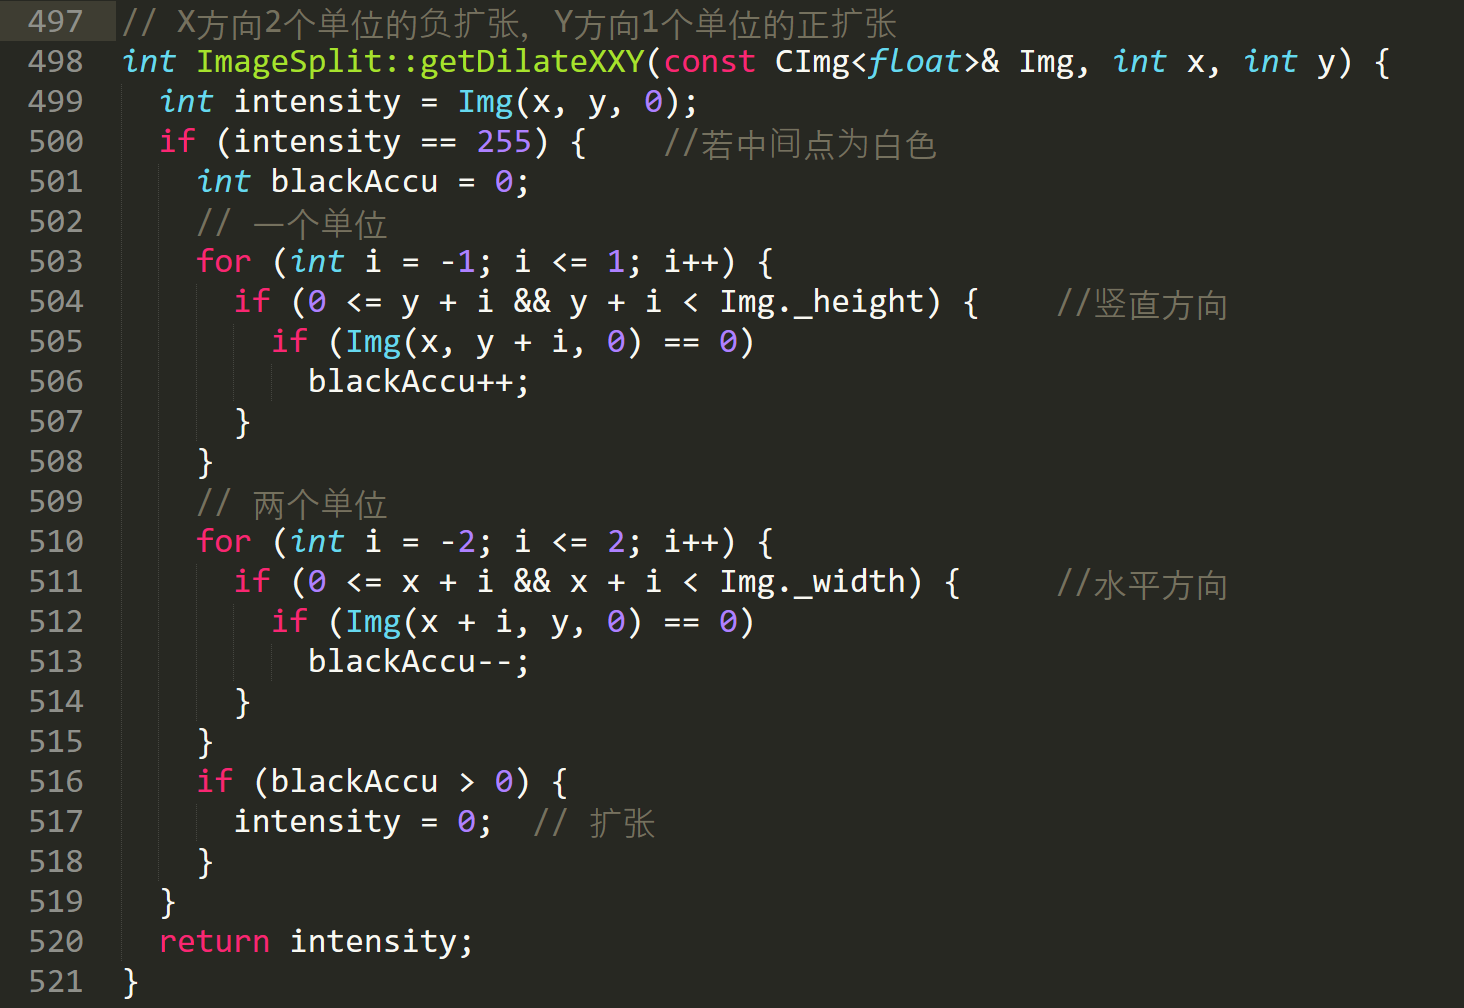 497 // X方向2个单位的负扩张，Y方向1个单位的正扩张
498 int ImageSplit::getDilateXXY(const CImg<float>& Img, int x, int y) {
499   int intensity = Img(x, y, 0);
500   if (intensity == 255) {    //若中间点为白色
501     int blackAccu = 0;
502     // 一个单位
503     for (int i = -1; i <= 1; i++) {
504       if (0 <= y + i && y + i < Img._height) {    //竖直方向
505         if (Img(x, y + i, 0) == 0)
506           blackAccu++;
507       }
508     }
509     // 两个单位
510     for (int i = -2; i <= 2; i++) {
511       if (0 <= x + i && x + i < Img._width) {     //水平方向
512         if (Img(x + i, y, 0) == 0)
513           blackAccu--;
514       }
515     }
516     if (blackAccu > 0) {
517       intensity = 0;  // 扩张
518     }
519   }
520   return intensity;
521 }